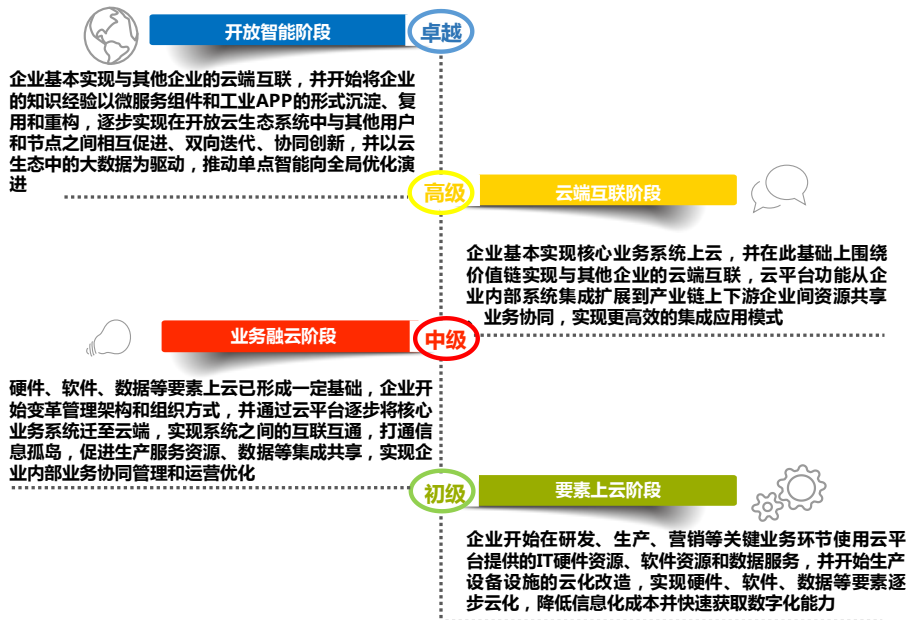 开放智能阶段
卓越
企业基本实现与其他企业的云端互联，并开始将企业
的知识经验以微服务组件和工业APP的形式沉淀、复
用和重构，逐步实现在开放云生态系统中与其他用户
和节点之间相互促进、双向迭代、协同创新，并以云
生态中的大数据为驱动，推动单点智能向全局优化演
进
高级
云端互联阶段
企业基本实现核心业务系统上云，并在此基础上围绕
价值链实现与其他企业的云端互联，云平台功能从企
业内部系统集成扩展到产业链上下游企业间资源共享
、业务协同，实现更高效的集成应用模式
业务融云阶段
中级
硬件、软件、数据等要素上云已形成一定基础，企业开
始变革管理架构和组织方式，并通过云平台逐步将核心
业务系统迁至云端，实现系统之间的互联互通，打通信
息孤岛，促进生产服务资源、数据等集成共享，实现企
业内部业务协同管理和运营优化
初级
要素上云阶段
企业开始在研发、生产、营销等关键业务环节使用云平
台提供的IT硬件资源、软件资源和数据服务，并开始生产
设备设施的云化改造，实现硬件、软件、数据等要素逐
步云化，降低信息化成本并快速获取数字化能力